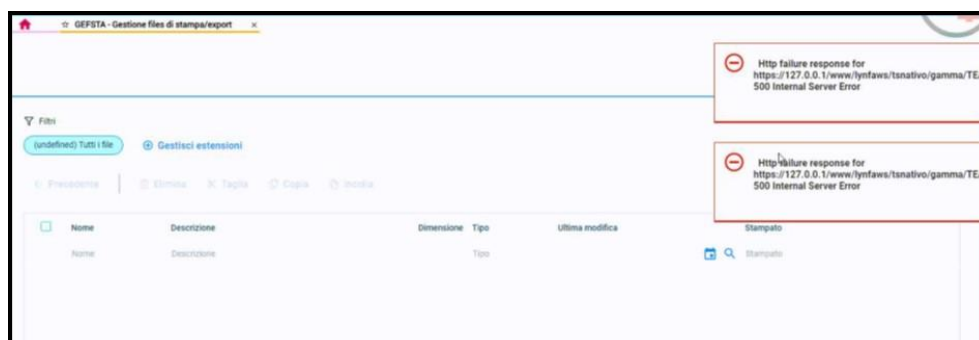 GEFSTA - Gestione files di stampa/export ×
Http failure response for
https://127.0.0.1/www/lynfaws/tsnativo/gamma/TEA
500 Internal Server Error
Filtri
(undefined) Tutti i file Gestisci estensioni
Http failure response for
https://127.0.0.1/www/lynfaws/tsnativo/gamma/TEA
500 Internal Server Error
Precedente Elimina Taglia Copia Incolla
Nome Descrizione Dimensione Tipo Ultima modifica Stampato
Nome Descrizione Tipo Stampato